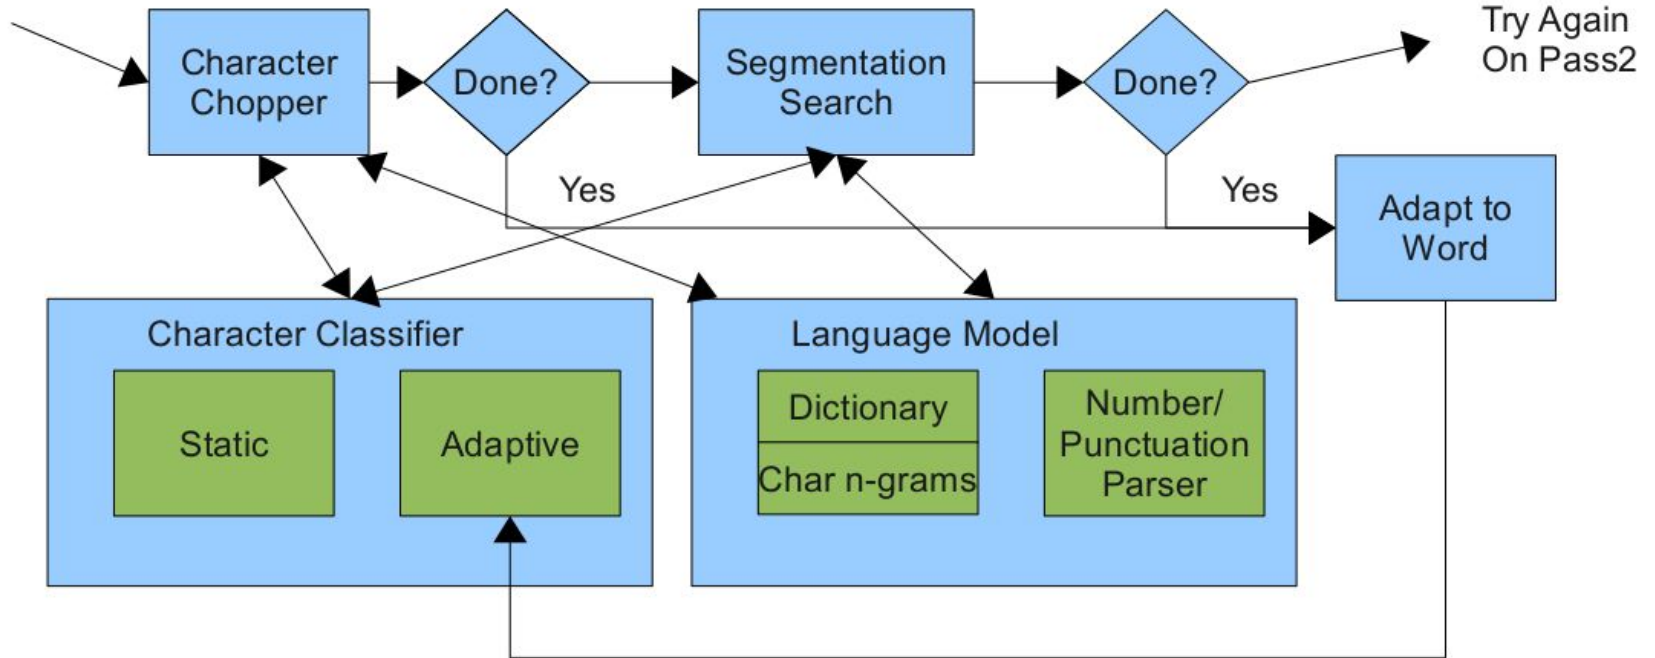 Character
Chopper
Done?
Segmentation
Search
Done?
Try Again
On Pass2
Yes
Yes
Adapt to
Word
Character Classifier
Static
Adaptive
Language Model
Dictionary
Char n-grams
Number/
Punctuation
Parser